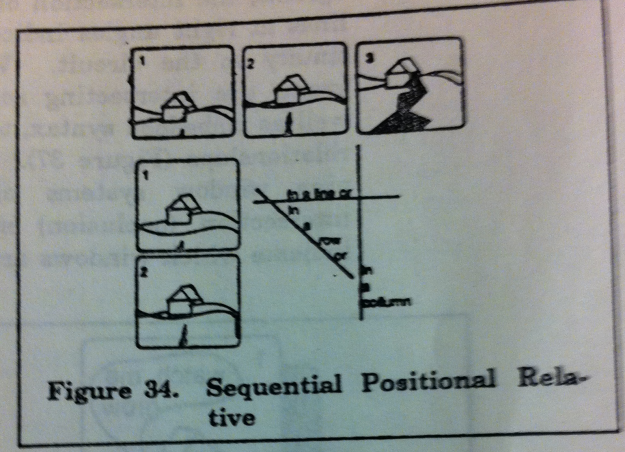 1
2
3
1
2
in a line or
in
a
row
or
in
a
column
Figure 34. Sequential Positional Rela-
tive